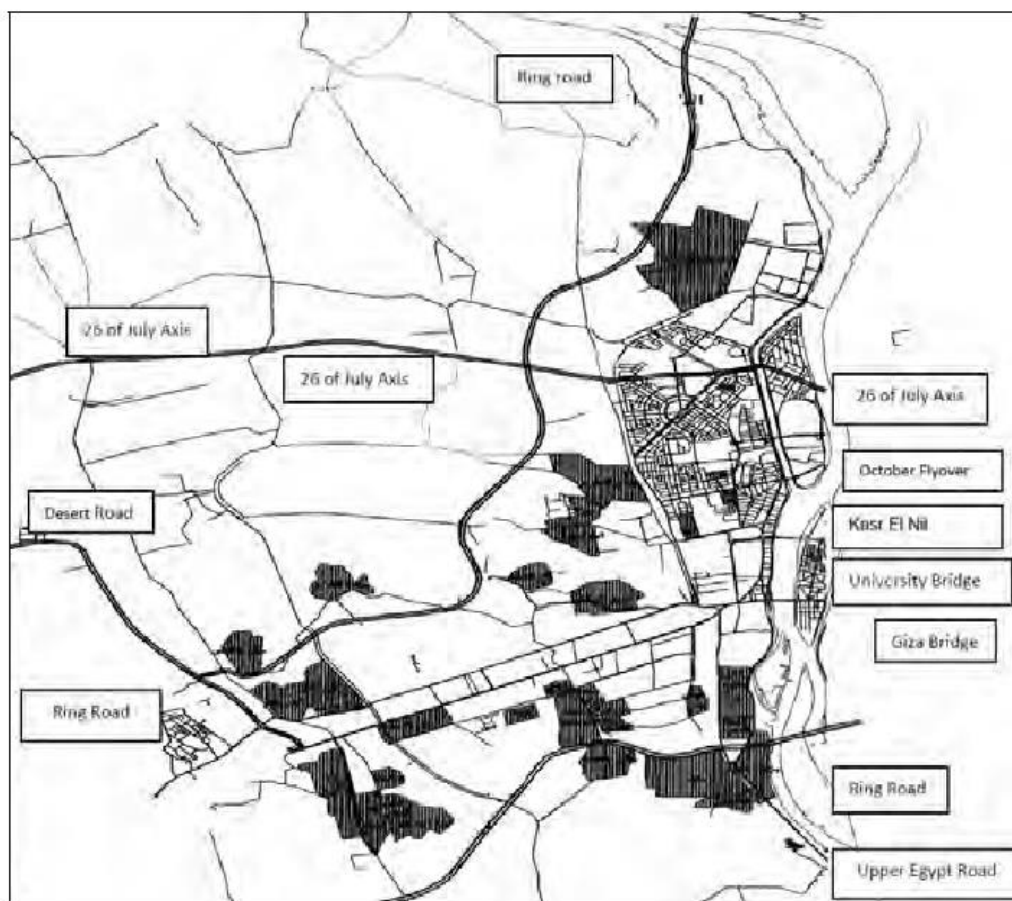 Ring road
26 of July Axis
26 of July Axis
26 of July Axis
October Flyover
Desert Road
Kasr El Nil
University Bridge
Giza Bridge
Ring Road
Ring Road
Upper Egypt Road